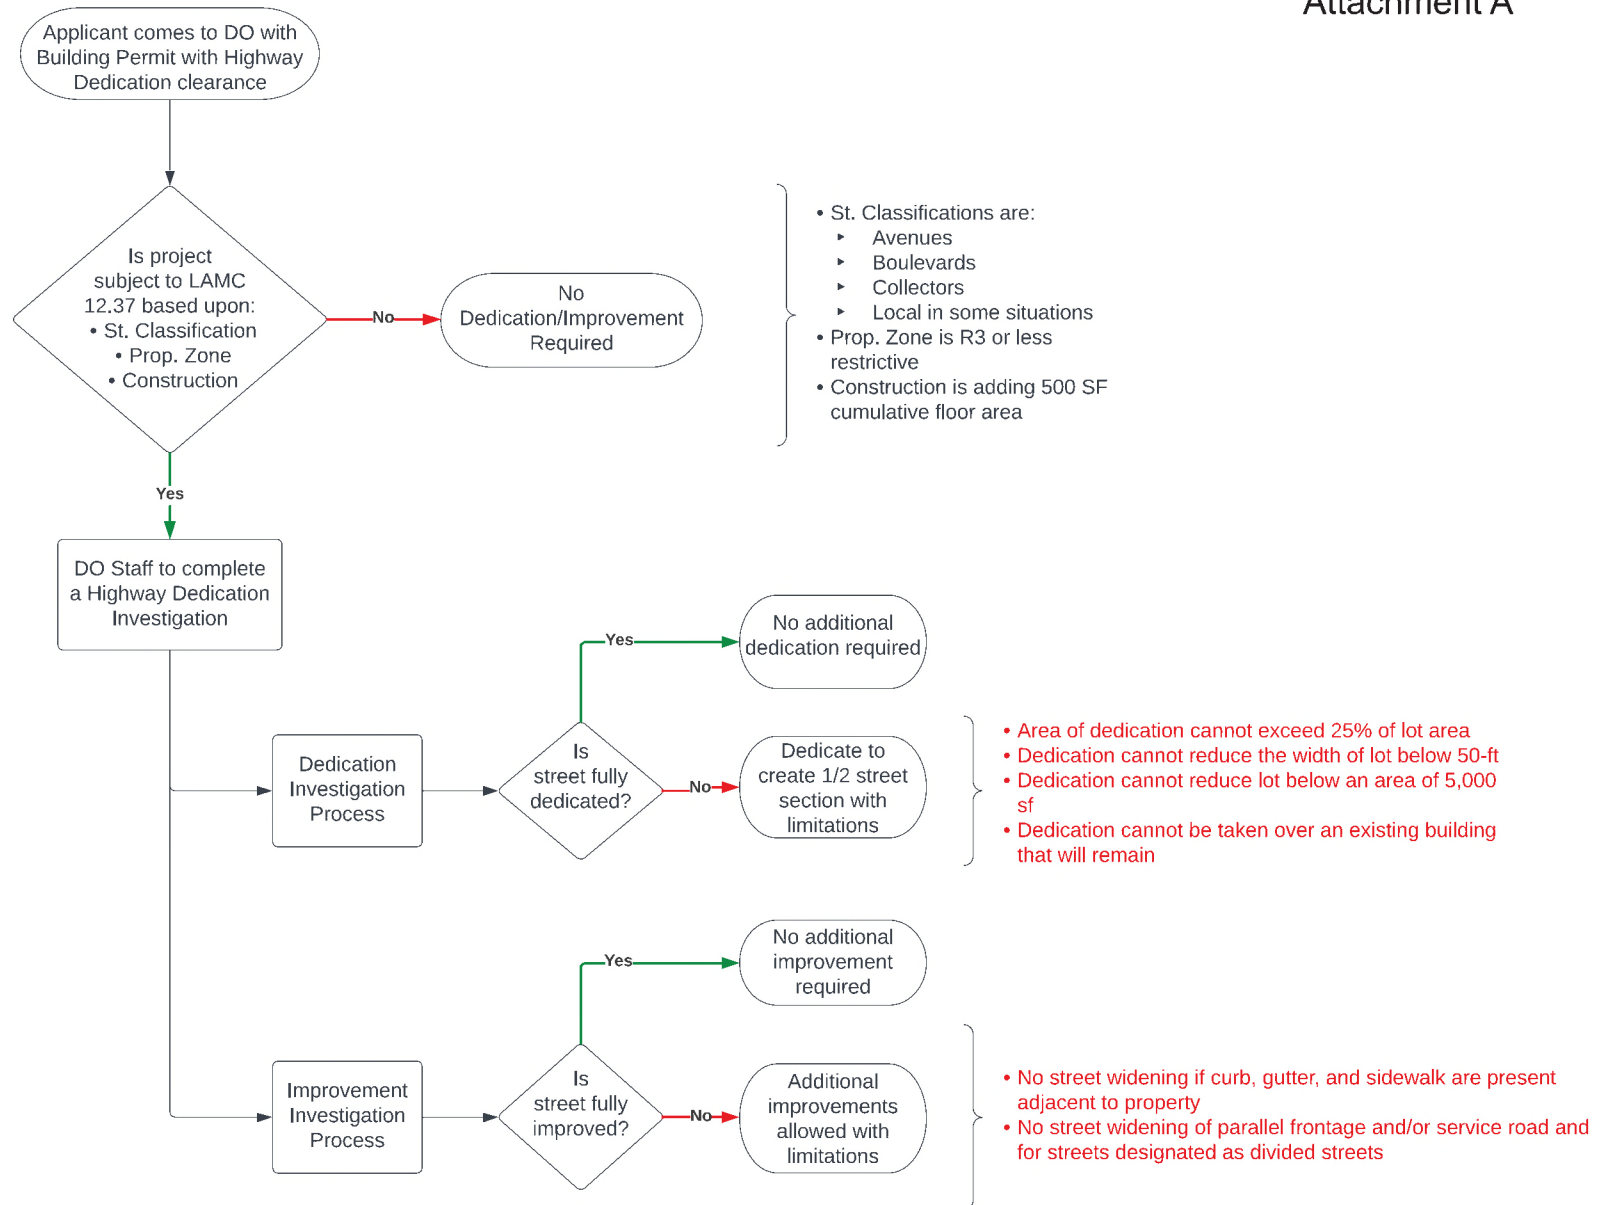 Attachment A
Applicant comes to DO with
Building Permit with Highway
Dedication clearance
Is project
subject to LAMC
12.37 based upon:
• St. Classification
• Prop. Zone
• Construction
No
No
Dedication/Improvement
Required
• St. Classifications are:
‣ Avenues
‣ Boulevards
‣ Collectors
‣ Local in some situations
• Prop. Zone is R3 or less
restrictive
• Construction is adding 500 SF
cumulative floor area
Yes
DO Staff to complete
a Highway Dedication
Investigation
Yes
No additional
dedication required
Dedication
Investigation
Process
Is
street fully
dedicated?
No
Dedicate to
create 1/2 street
section with
limitations
• Area of dedication cannot exceed 25% of lot area
• Dedication cannot reduce the width of lot below 50-ft
• Dedication cannot reduce lot below an area of 5,000
sf
• Dedication cannot be taken over an existing building
that will remain
Yes
No additional
improvement
required
Improvement
Investigation
Process
Is
street fully
improved?
No
Additional
improvements
allowed with
limitations
• No street widening if curb, gutter, and sidewalk are present
adjacent to property
• No street widening of parallel frontage and/or service road and
for streets designated as divided streets